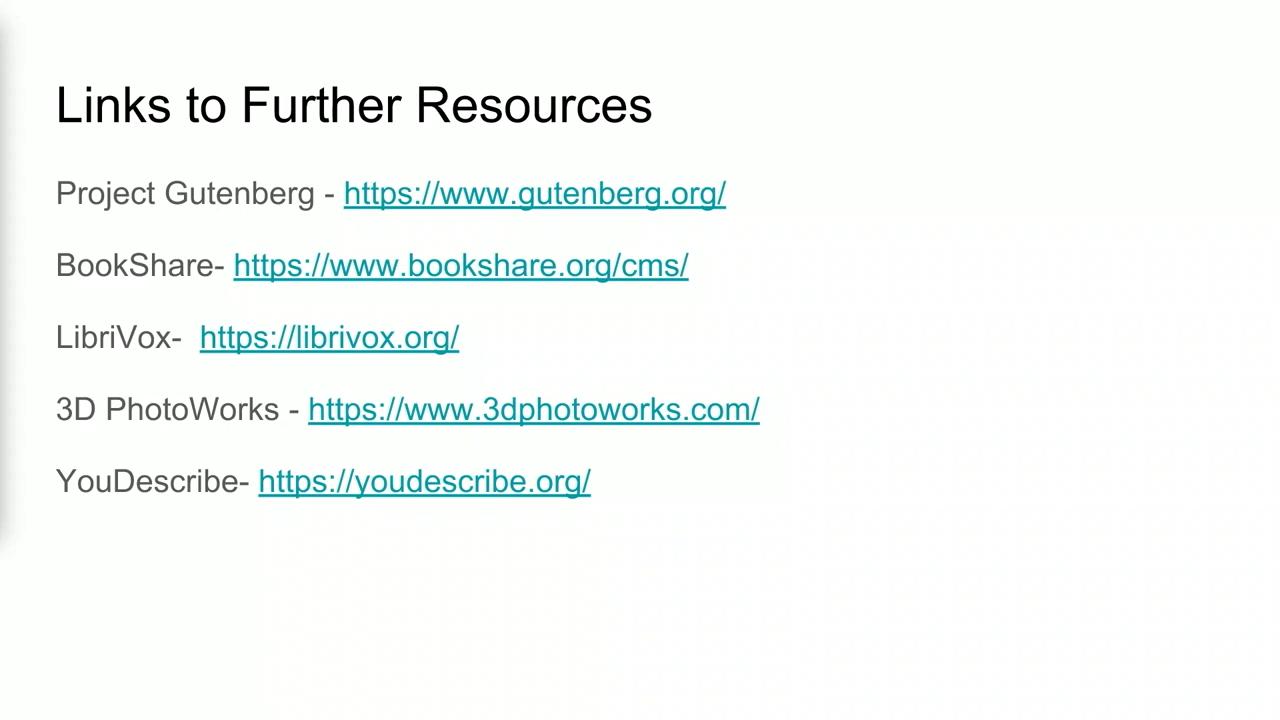 Links to Further Resources
Project Gutenberg - https://www.gutenberg.org/
BookShare- https://www.bookshare.org/cms/
LibriVox-  https://librivox.org/
3D PhotoWorks - https://www.3dphotoworks.com/
YouDescribe- https://youdescribe.org/